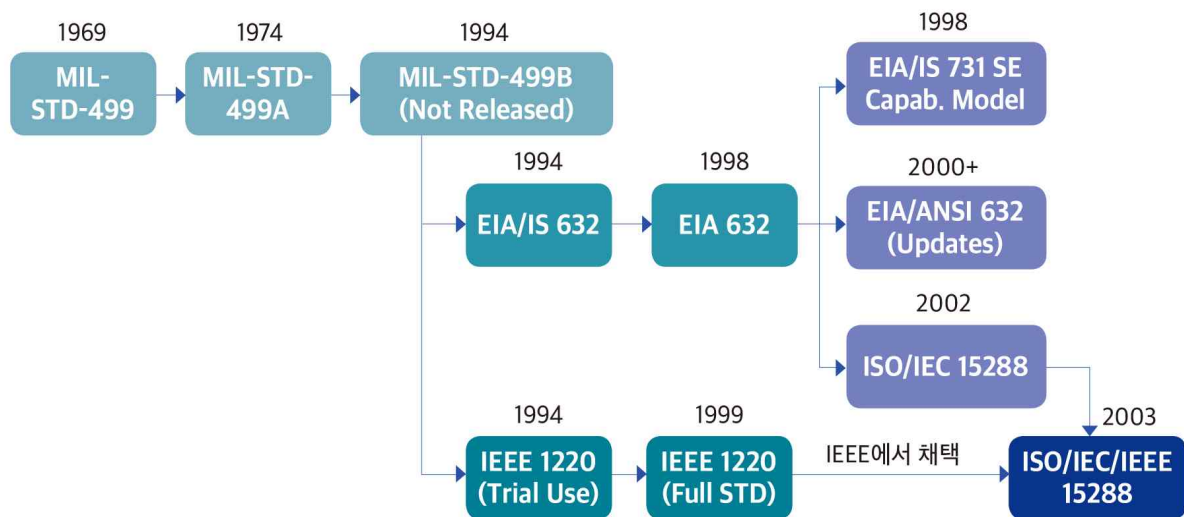 1969
MIL-
STD-499
1974
MIL-STD-
499A
1994
MIL-STD-499B
(Not Released)
1998
EIA/IS 731 SE
Capab. Model
1994
EIA/IS 632
1998
EIA 632
2000+
EIA/ANSI 632
(Updates)
2002
ISO/IEC 15288
1994
IEEE 1220
(Trial Use)
1999
IEEE 1220
(Full STD)
IEEE에서 채택
2003
ISO/IEC/IEEE
15288